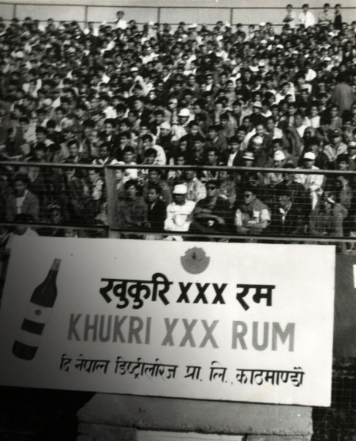 खुकुरि XXX रम
KHUKRI XXX RUM
दि नेपाल डिष्टीलरिज प्रा. लि., काठमाण्डौ